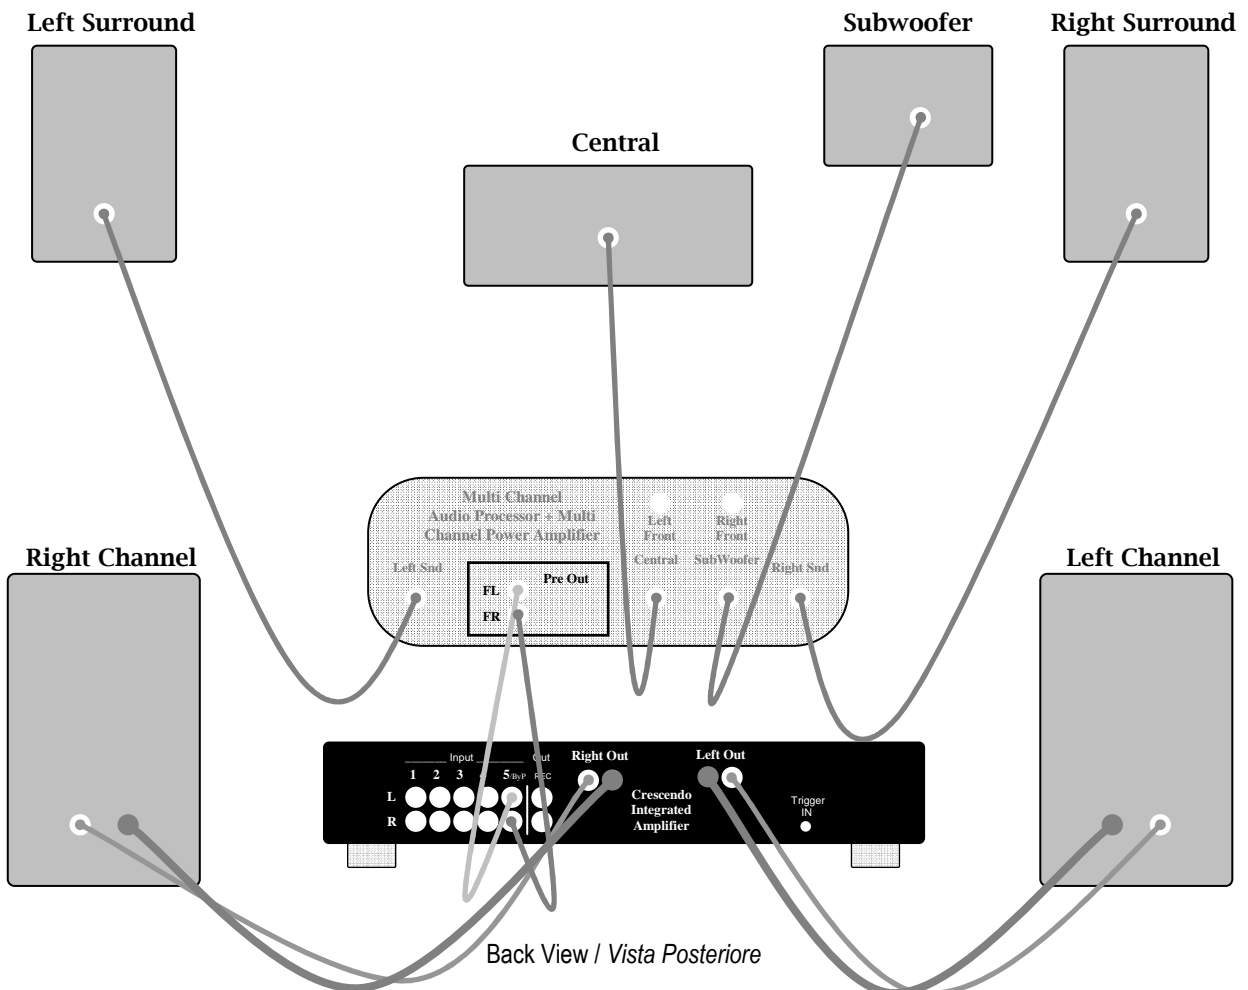 Left Surround
Subwoofer
Right Surround
Central
Multi Channel
Audio Processor + Multi
Channel Power Amplifier
Left
Front
Right
Front
Central
SubWoofer
Left Snd
Right Snd
Pre Out
FL
FR
Right Channel
Left Channel
Input
Out
Right Out
Left Out
1 2 3 4 5/ByP REC
L
R
Crescendo
Integrated
Amplifier
Trigger
IN
Back View / Vista Posteriore